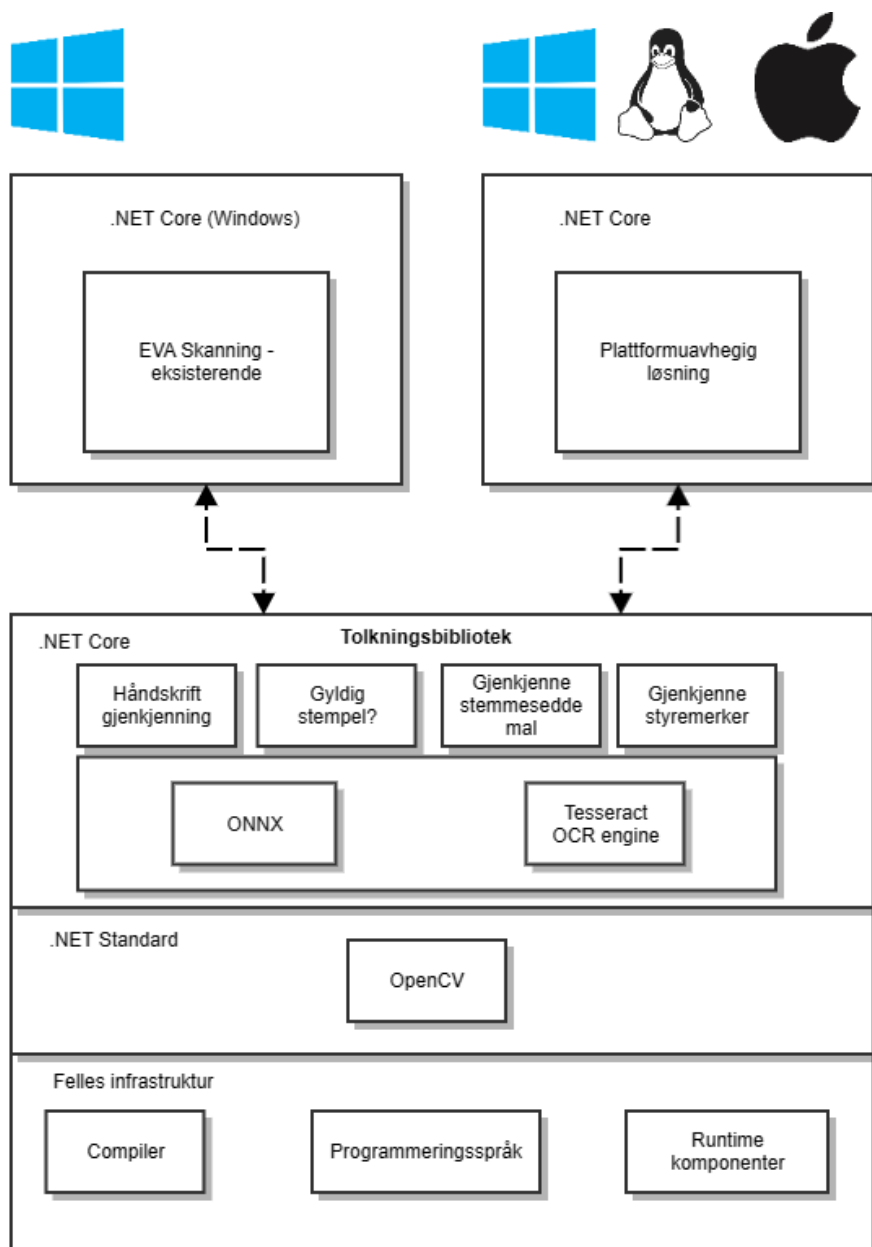 .NET Core (Windows)
EVA Skanning -
eksisterende
.NET Core
Plattformuavhegig
løsning
.NET Core
Tolkningsbibliotek
Håndskrift
gjenkjenning
Gyldig
stempel?
Gjenkjenne
stemmesedde
mal
Gjenkjenne
styremerker
ONNX
Tesseract
OCR engine
.NET Standard
OpenCV
Felles infrastruktur
Compiler
Programmeringsspråk
Runtime
komponenter